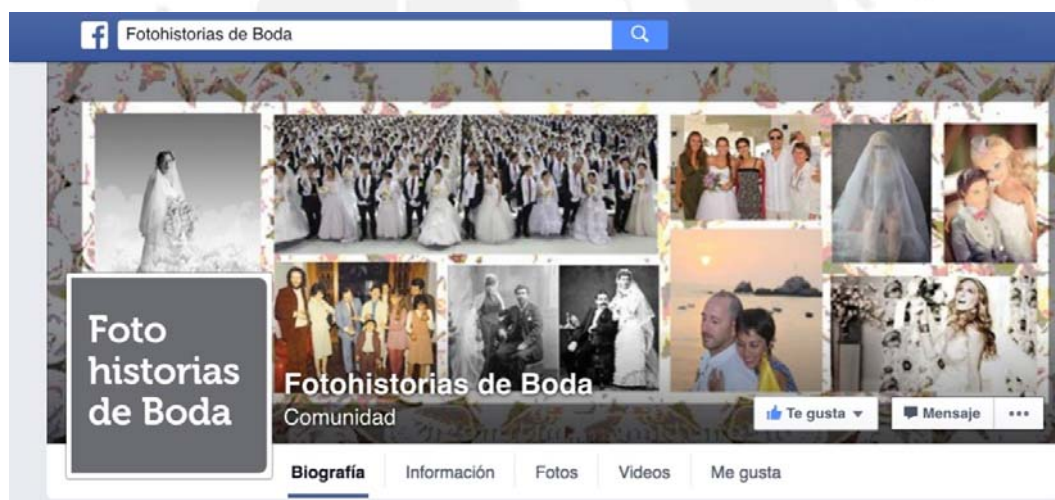 Fotohistorias de Boda
Foto
historias
de Boda
Fotohistorias de Boda
Comunidad
Te gusta
Mensaje
Biografía
Información
Fotos
Videos
Me gusta